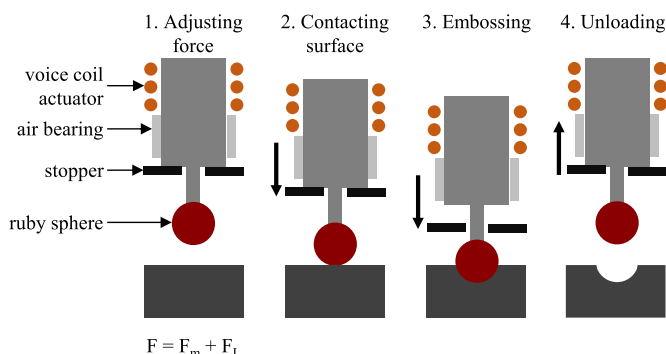 1. Adjusting
force
2. Contacting
surface
3. Embossing
4. Unloading
voice coil
actuator
air bearing
stopper
ruby sphere
F = Fm +